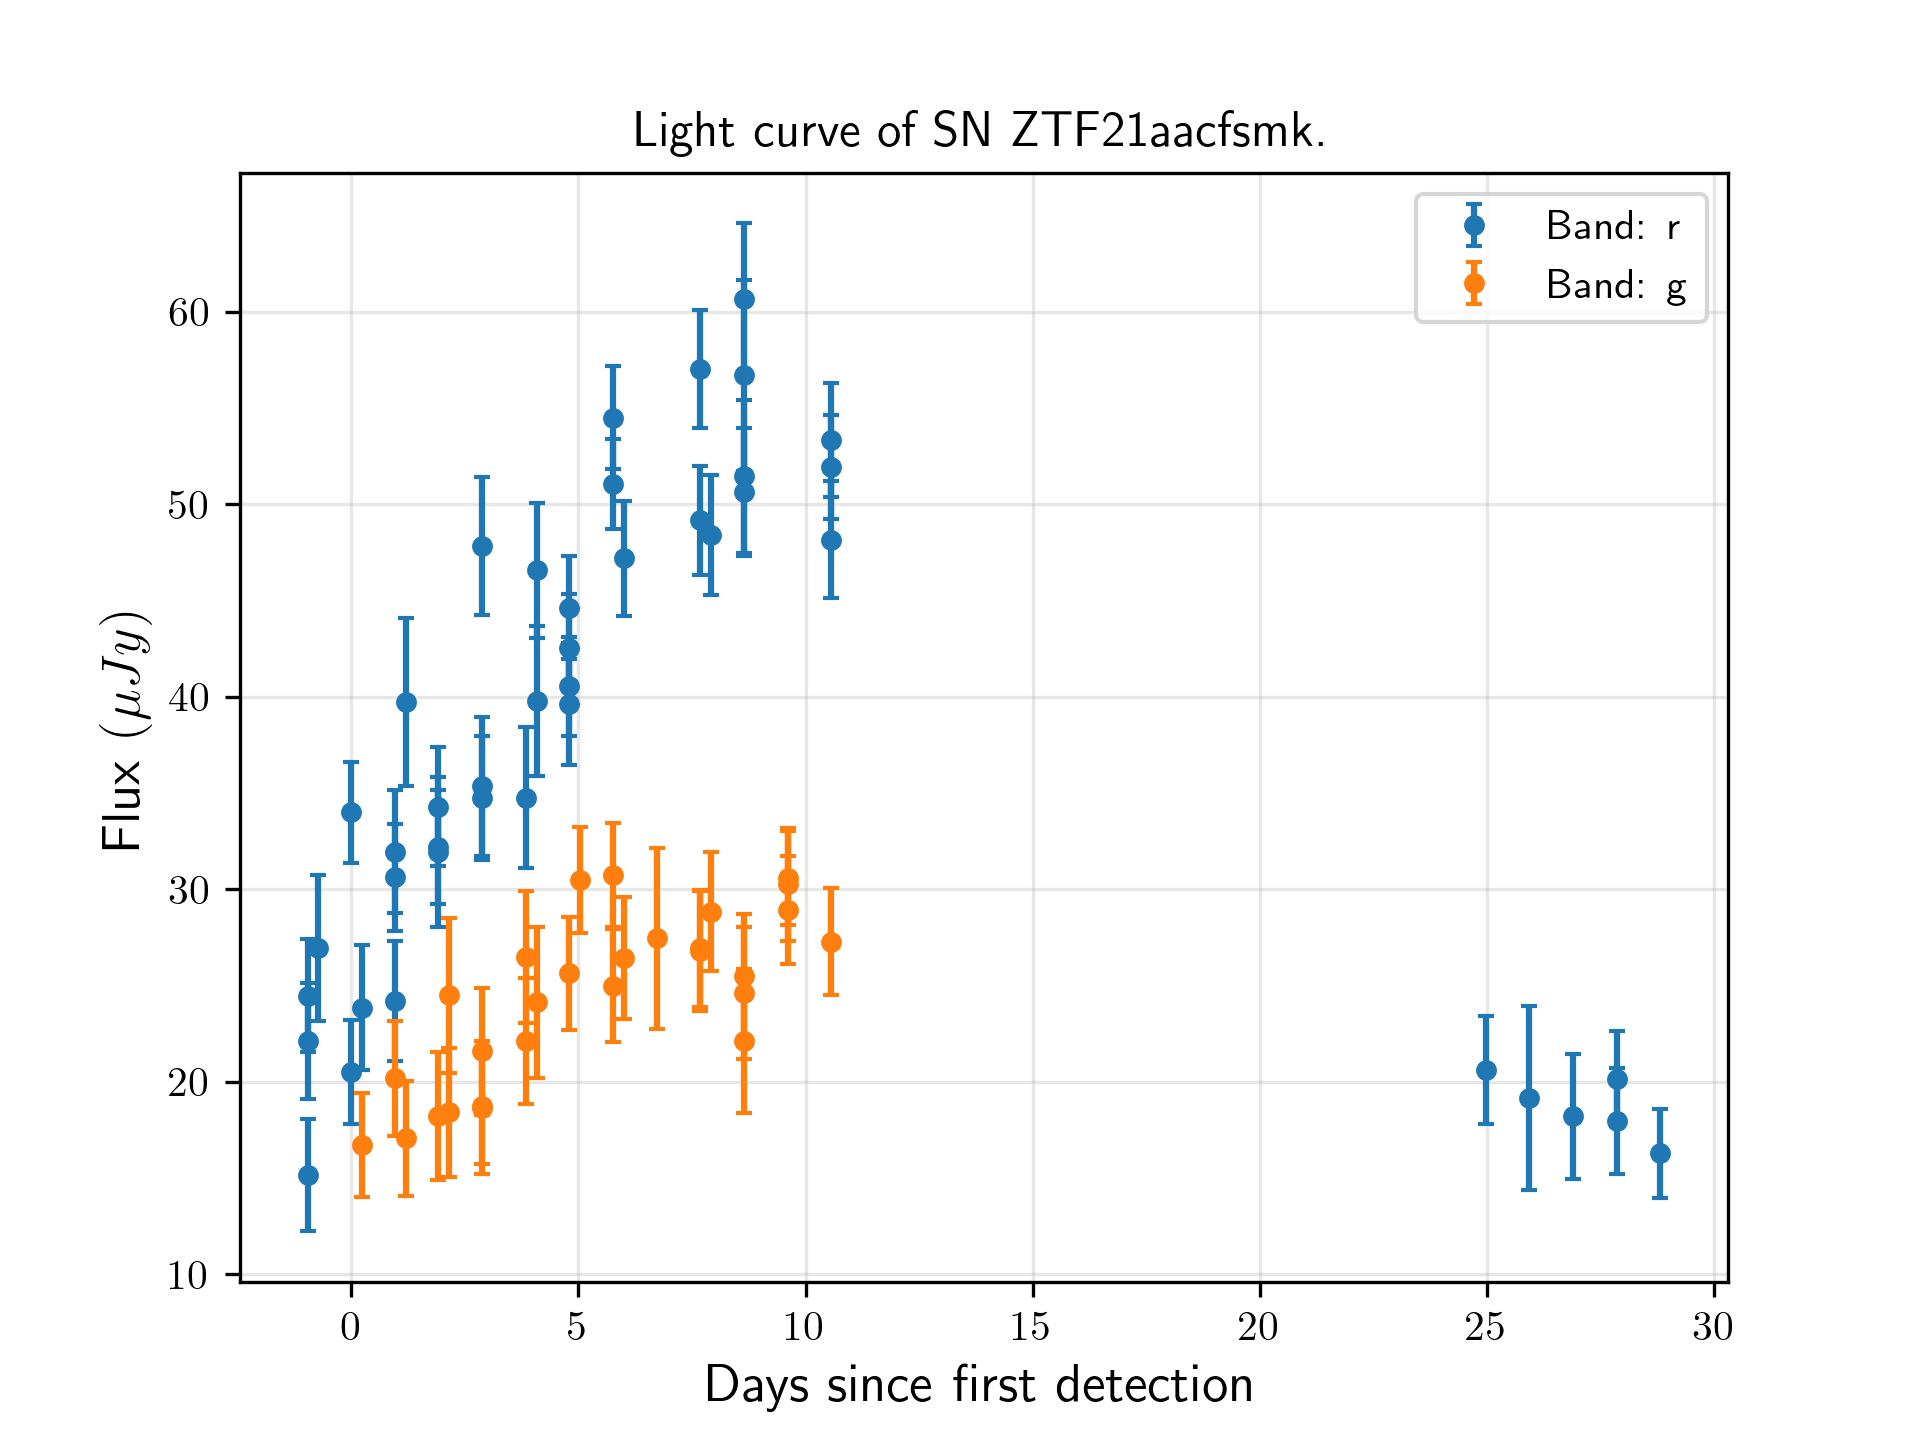 Light curve of SN ZTF21aacfsmk.
Band: r
Band: g
Flux (μJy)
60
50
40
30
20
10
0 5 10 15 20 25 30
Days since first detection